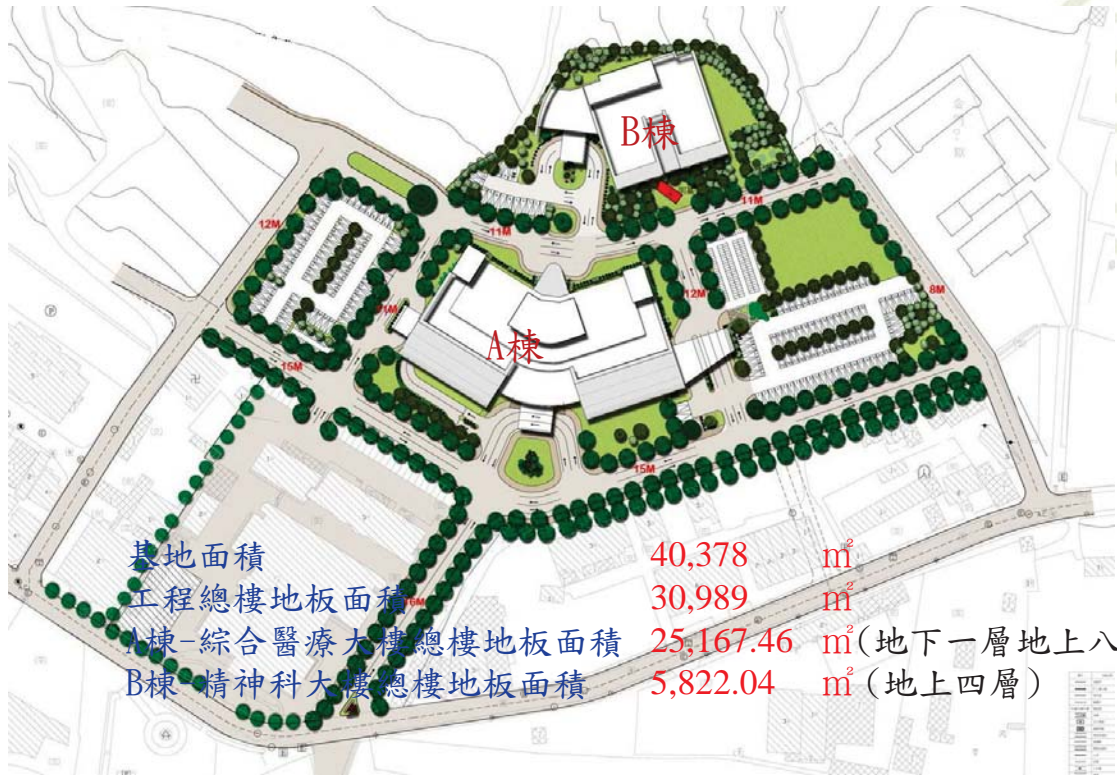 B棟
11M
12M
11M
12M
8M
A棟
15M
15M
基地面積 40,378 ㎡
工程總樓地板面積 30,989 ㎡
A棟-綜合醫療大樓總樓地板面積 25,167.46 ㎡(地下一層地上八
B棟-精神科大樓總樓地板面積 5,822.04 ㎡(地上四層)